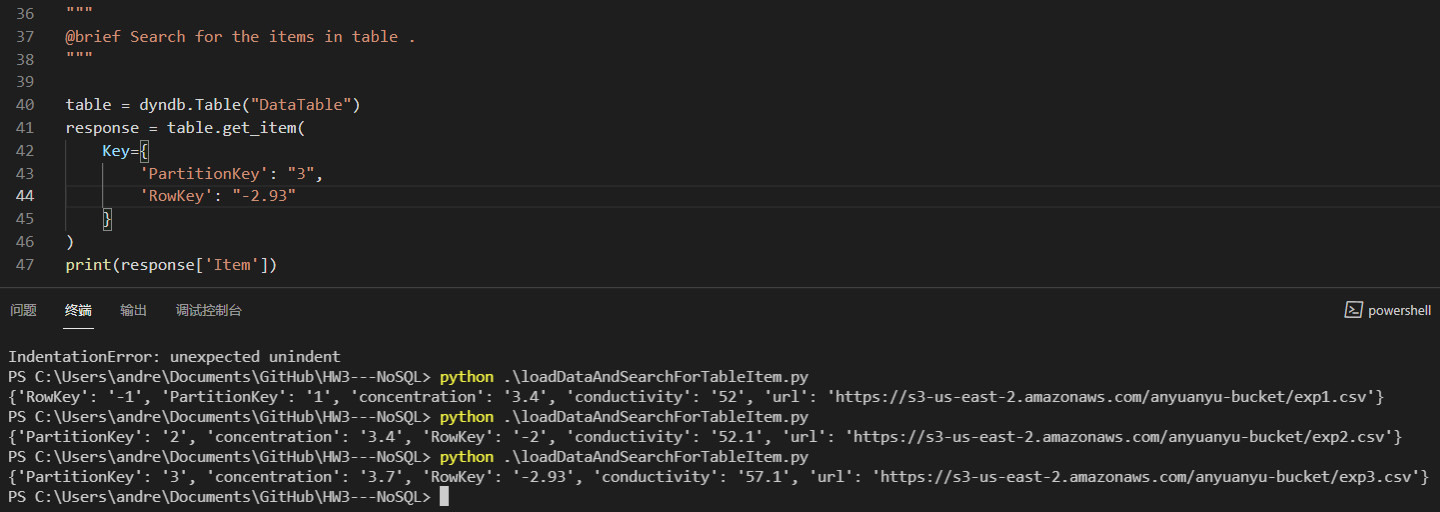 36 """
37 @brief Search for the items in table .
38 """
39
40 table = dyndb.Table("DataTable")
41 response = table.get_item(
42 Key={
43 'PartitionKey': "3",
44 'RowKey': "-2.93"
45 }
46 )
47 print(response['Item'])
问题 终端 输出 调试控制台 powershell
IndentationError: unexpected unindent
PS C:\Users\andre\Documents\GitHub\HW3---NoSQL> python .\loadDataAndSearchForTableItem.py
{'RowKey': '-1', 'PartitionKey': '1', 'concentration': '3.4', 'conductivity': '52', 'url': 'https://s3-us-east-2.amazonaws.com/anyuanyu-bucket/exp1.csv'}
PS C:\Users\andre\Documents\GitHub\HW3---NoSQL> python .\loadDataAndSearchForTableItem.py
{'PartitionKey': '2', 'concentration': '3.4', 'RowKey': '-2', 'conductivity': '52.1', 'url': 'https://s3-us-east-2.amazonaws.com/anyuanyu-bucket/exp2.csv'}
PS C:\Users\andre\Documents\GitHub\HW3---NoSQL> python .\loadDataAndSearchForTableItem.py
{'PartitionKey': '3', 'concentration': '3.7', 'RowKey': '-2.93', 'conductivity': '57.1', 'url': 'https://s3-us-east-2.amazonaws.com/anyuanyu-bucket/exp3.csv'}
PS C:\Users\andre\Documents\GitHub\HW3---NoSQL>